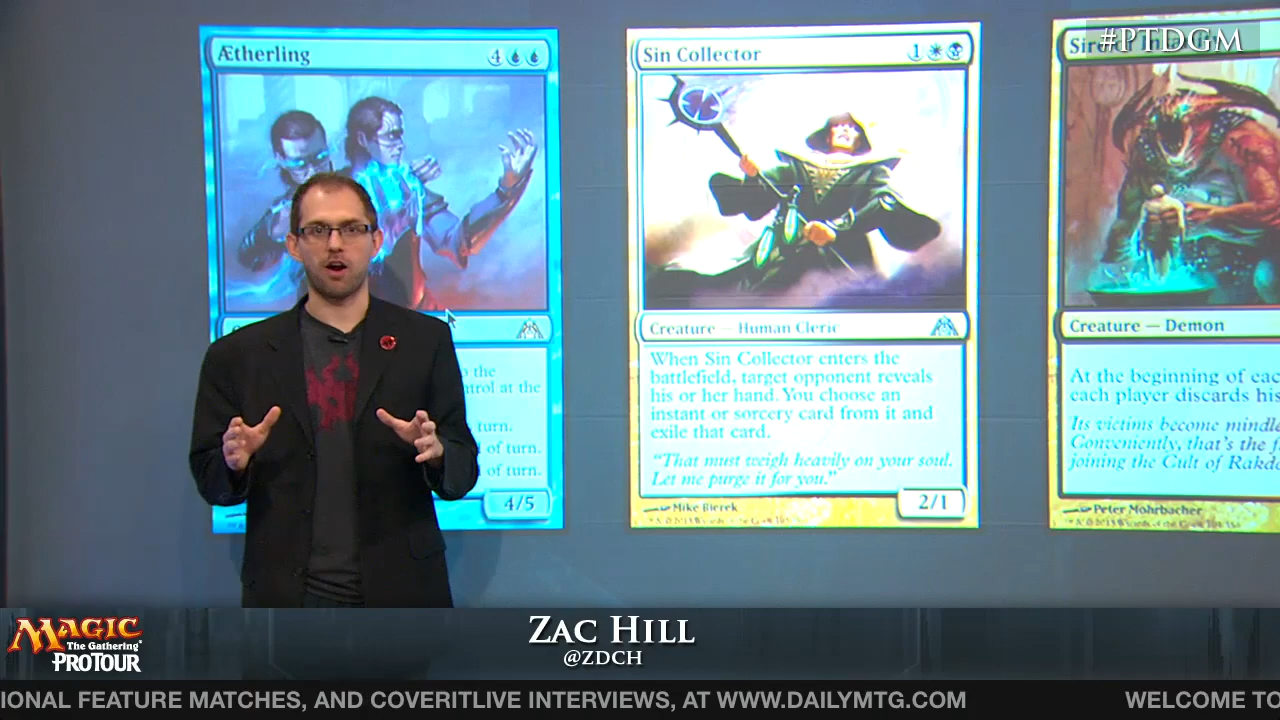 #PTDGM
Ætherling
4
Sin Collector
1
Creature — Human Cleric
When Sin Collector enters the
battlefield, target opponent reveals
his or her hand. You choose an
instant or sorcery card from it and
exile that card.
"That must weigh heavily on your soul.
Let me purge it for you."
Mike Bierek
2/1
the
ntrol at the
turn.
of turn.
of turn.
4/5
Creature — Demon
At the beginning of eac
each player discards his
Its victims become mindle
Conveniently, that's the j
joining the Cult of Rakdo
Peter Mohrbacher
MAGIC
The Gathering®
PRO TOUR
ZAC HILL
@ZDCH
IONAL FEATURE MATCHES, AND COVERITLIVE INTERVIEWS, AT WWW.DAILYMTG.COM WELCOME TO